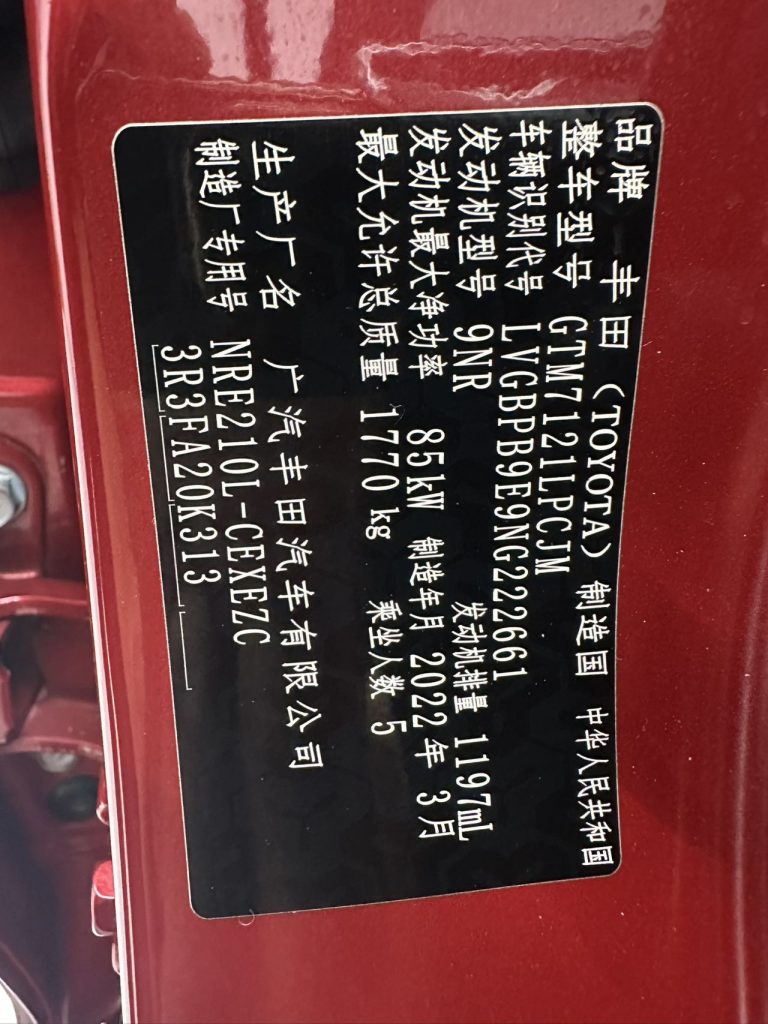 品牌 丰田（TOYOTA）制造国 中华人民共和国
整车型号 GTM7121LPCJM
车辆识别代号 LVGBPB9E9NG222661
发动机型号 9NR 发动机排量 1197mL
发动机最大净功率 85kW 制造年月 2022年 3月
最大允许总质量 1770 kg 乘坐人数 5
生产厂名 广汽丰田汽车有限公司
制造厂专用号 NRE210L-CEXEZC
3R3FA20K313